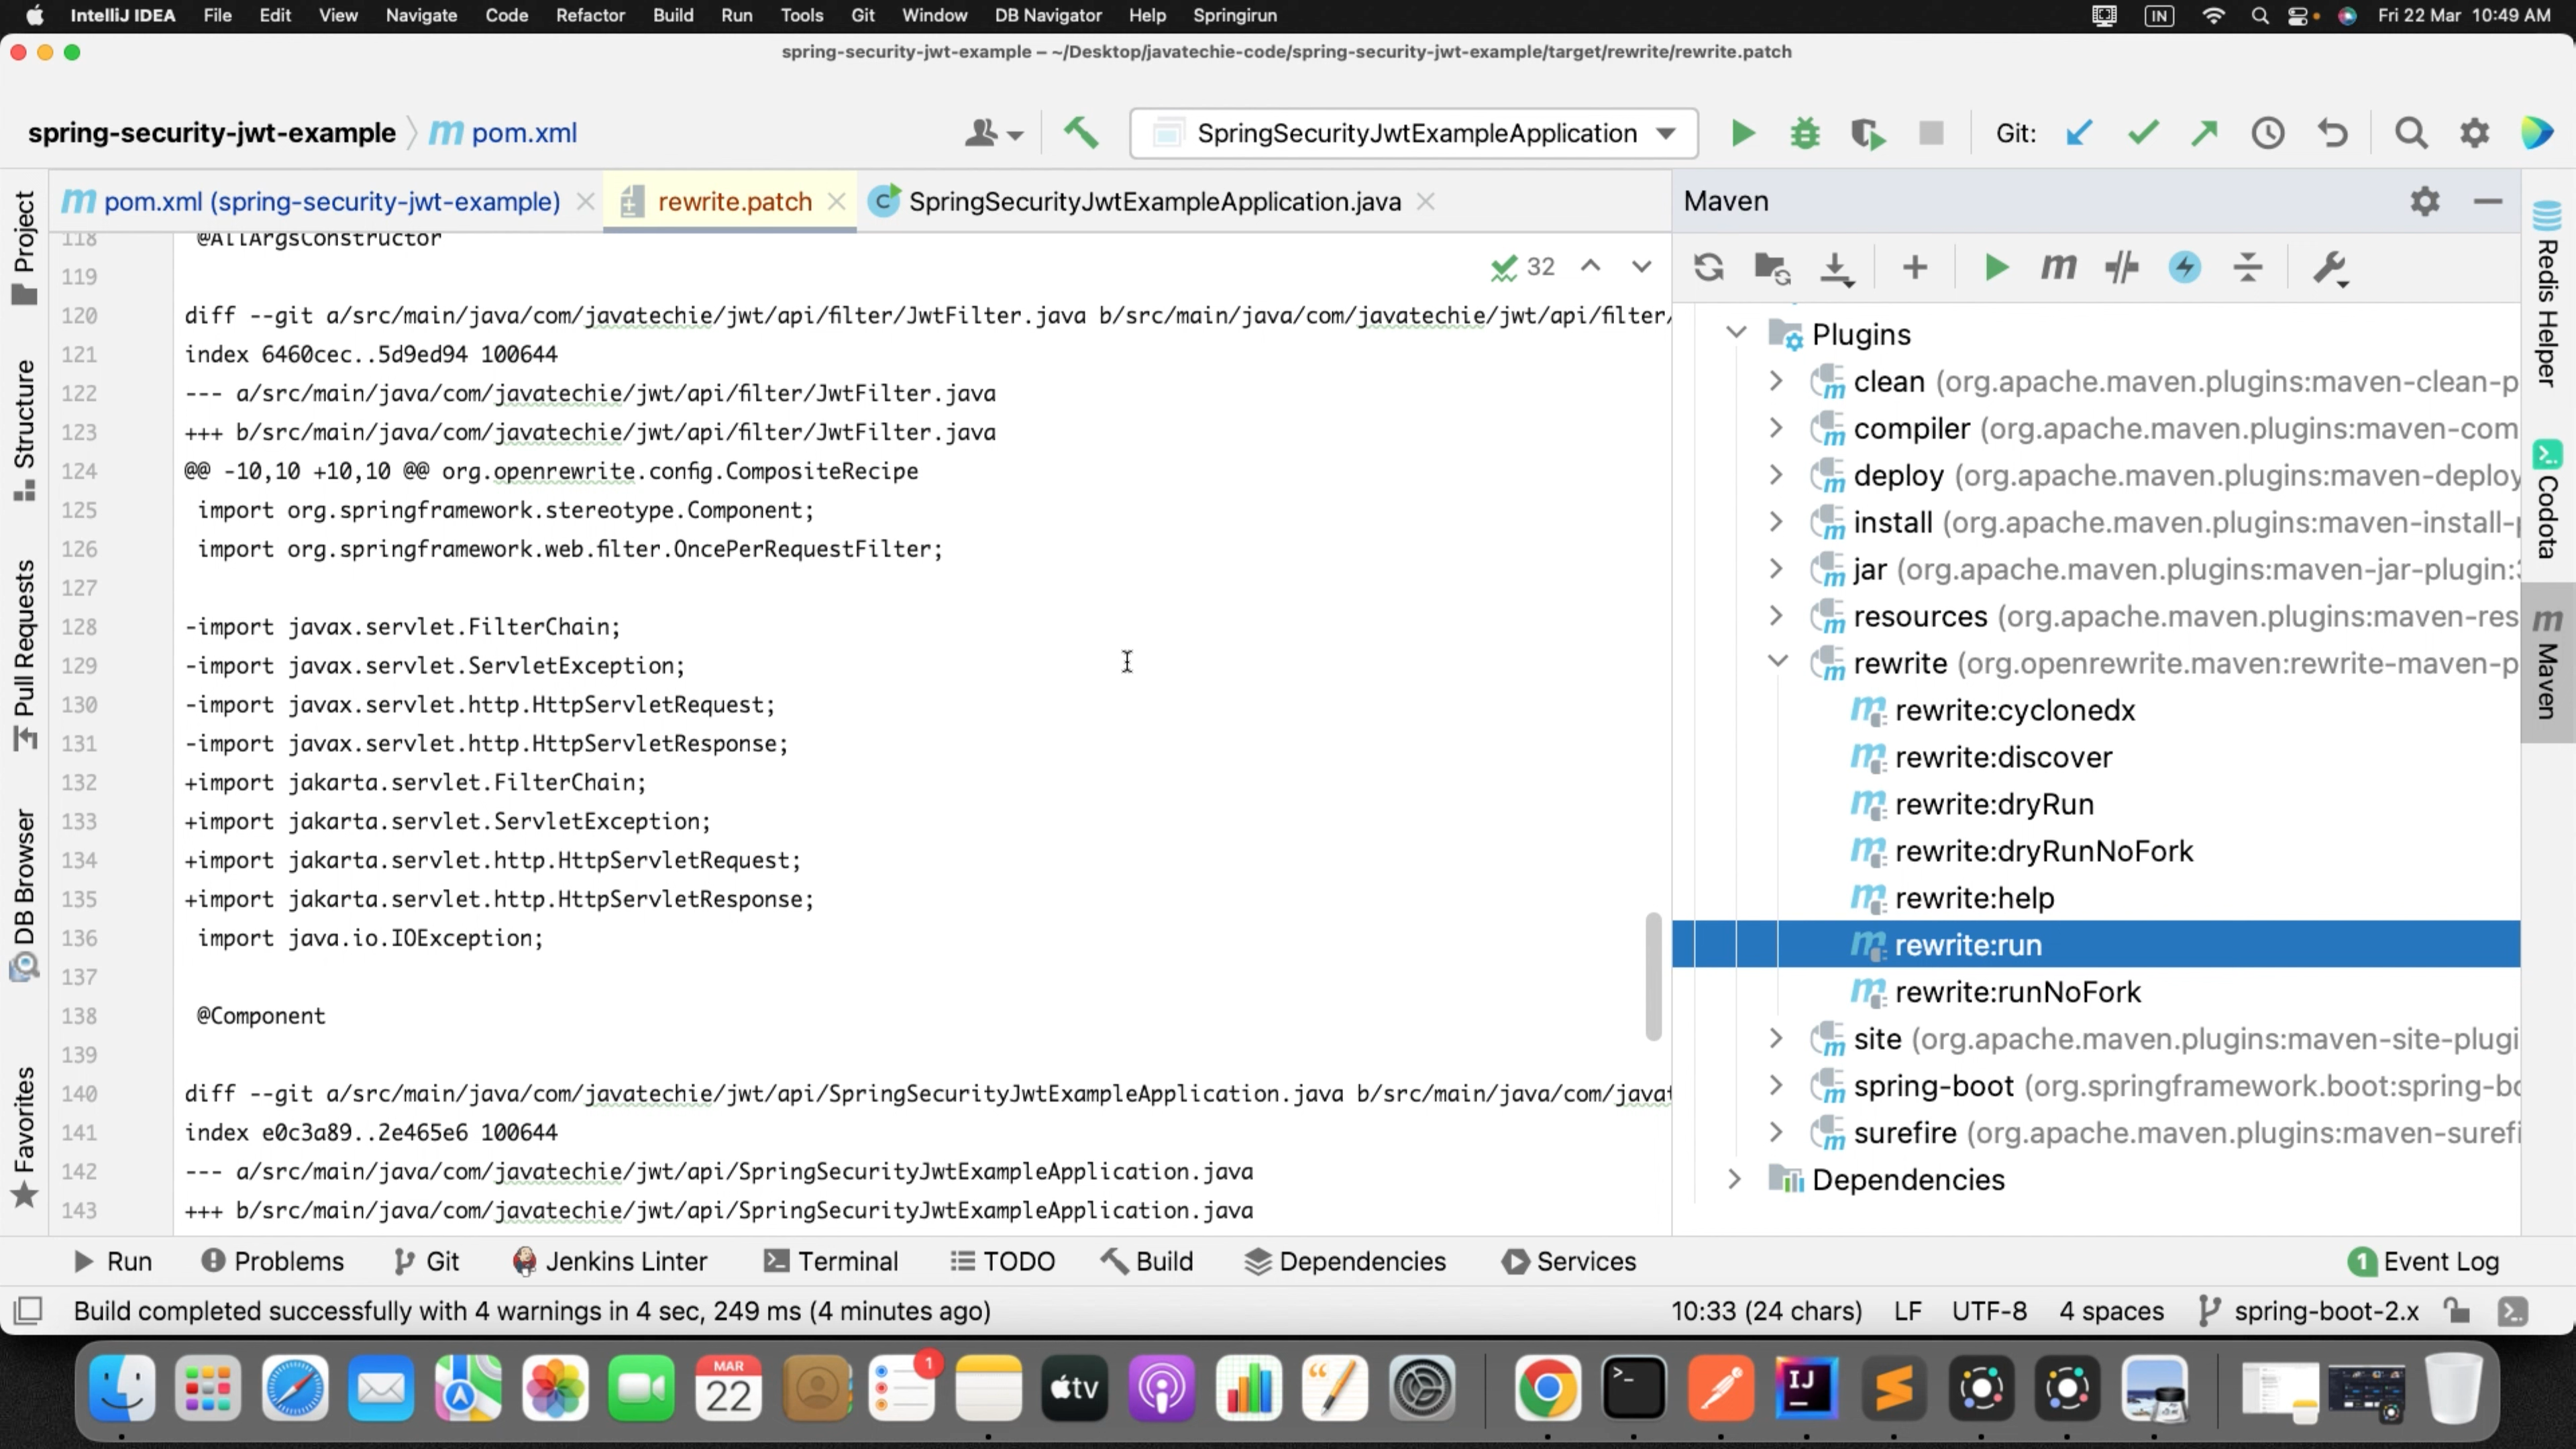 IntelliJ IDEA File Edit View Navigate Code Refactor Build Run Tools Git Window DB Navigator Help Springirun IN Fri 22 Mar 10:49 AM
spring-security-jwt-example – ~/Desktop/javatechie-code/spring-security-jwt-example/target/rewrite/rewrite.patch
spring-security-jwt-example m pom.xml SpringSecurityJwtExampleApplication Git:
m pom.xml (spring-security-jwt-example) rewrite.patch C SpringSecurityJwtExampleApplication.java
118 @AllArgsConstructor
119
32
120 diff --git a/src/main/java/com/javatechie/jwt/api/filter/JwtFilter.java b/src/main/java/com/javatechie/jwt/api/filter/
121 index 6460cec..5d9ed94 100644
122 --- a/src/main/java/com/javatechie/jwt/api/filter/JwtFilter.java
123 +++ b/src/main/java/com/javatechie/jwt/api/filter/JwtFilter.java
124 @@ -10,10 +10,10 @@ org.openrewrite.config.CompositeRecipe
125 import org.springframework.stereotype.Component;
126 import org.springframework.web.filter.OncePerRequestFilter;
127
128 -import javax.servlet.FilterChain;
129 -import javax.servlet.ServletException;
130 -import javax.servlet.http.HttpServletRequest;
131 -import javax.servlet.http.HttpServletResponse;
132 +import jakarta.servlet.FilterChain;
133 +import jakarta.servlet.ServletException;
134 +import jakarta.servlet.http.HttpServletRequest;
135 +import jakarta.servlet.http.HttpServletResponse;
136 import java.io.IOException;
137
138 @Component
139
140 diff --git a/src/main/java/com/javatechie/jwt/api/SpringSecurityJwtExampleApplication.java b/src/main/java/com/javat
141 index e0c3a89..2e465e6 100644
142 --- a/src/main/java/com/javatechie/jwt/api/SpringSecurityJwtExampleApplication.java
143 +++ b/src/main/java/com/javatechie/jwt/api/SpringSecurityJwtExampleApplication.java
Maven
m
Plugins
clean (org.apache.maven.plugins:maven-clean-p
compiler (org.apache.maven.plugins:maven-com
deploy (org.apache.maven.plugins:maven-deploy
install (org.apache.maven.plugins:maven-install-p
jar (org.apache.maven.plugins:maven-jar-plugin:3
resources (org.apache.maven.plugins:maven-res
rewrite (org.openrewrite.maven:rewrite-maven-p
rewrite:cyclonedx
rewrite:discover
rewrite:dryRun
rewrite:dryRunNoFork
rewrite:help
rewrite:run
rewrite:runNoFork
site (org.apache.maven.plugins:maven-site-plugi
spring-boot (org.springframework.boot:spring-bo
surefire (org.apache.maven.plugins:maven-surefi
Dependencies
Project
Structure
Pull Requests
DB Browser
Favorites
Redis Helper
Codota
m Maven
Run Problems Git Jenkins Linter Terminal TODO Build Dependencies Services 1 Event Log
Build completed successfully with 4 warnings in 4 sec, 249 ms (4 minutes ago) 10:33 (24 chars) LF UTF-8 4 spaces spring-boot-2.x
MAR
22
1
tv
IJ